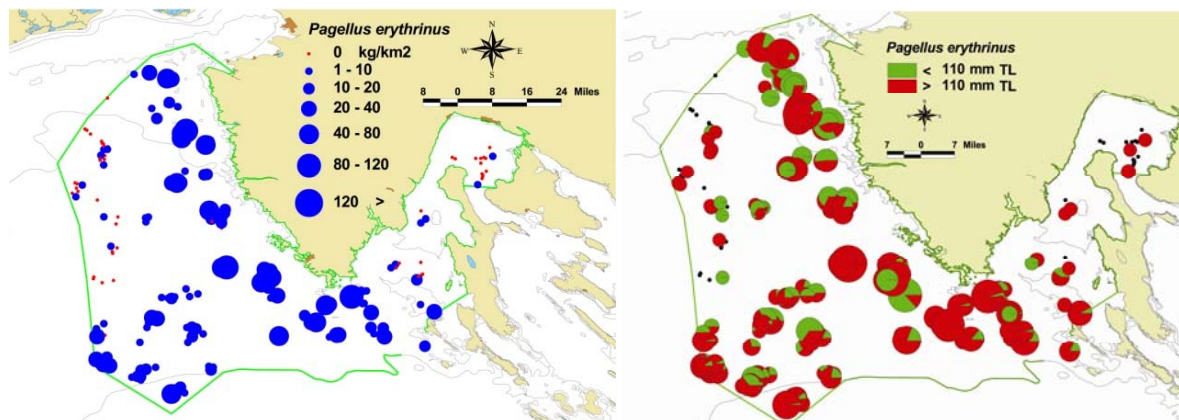 Pagellus erythrinus
0 kg/km2
1 - 10
10 - 20
20 - 40
40 - 80
80 - 120
120 >
N
W E
S
8 0 8 16 24 Miles
Pagellus erythrinus
< 110 mm TL
> 110 mm TL
7 0 7 Miles